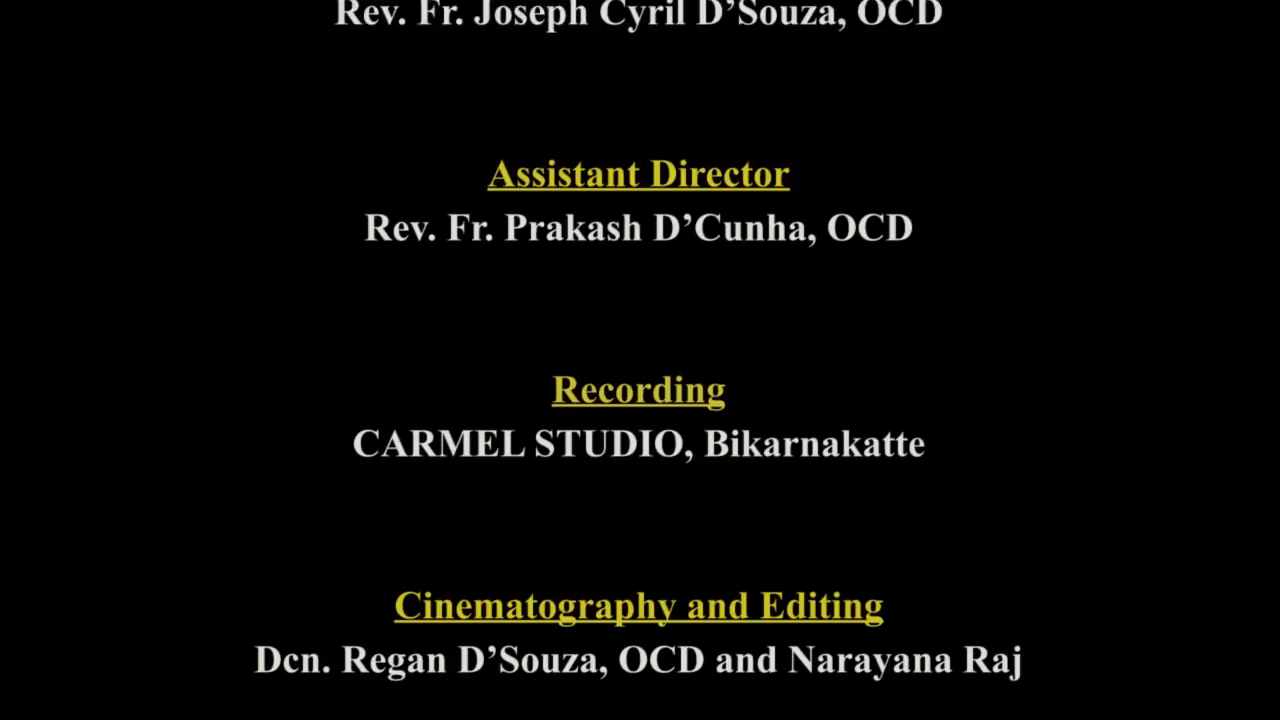 Rev. Fr. Joseph Cyril D’Souza, OCD
Assistant Director
Rev. Fr. Prakash D’Cunha, OCD
Recording
CARMEL STUDIO, Bikarnakatte
Cinematography and Editing
Dcn. Regan D’Souza, OCD and Narayana Raj